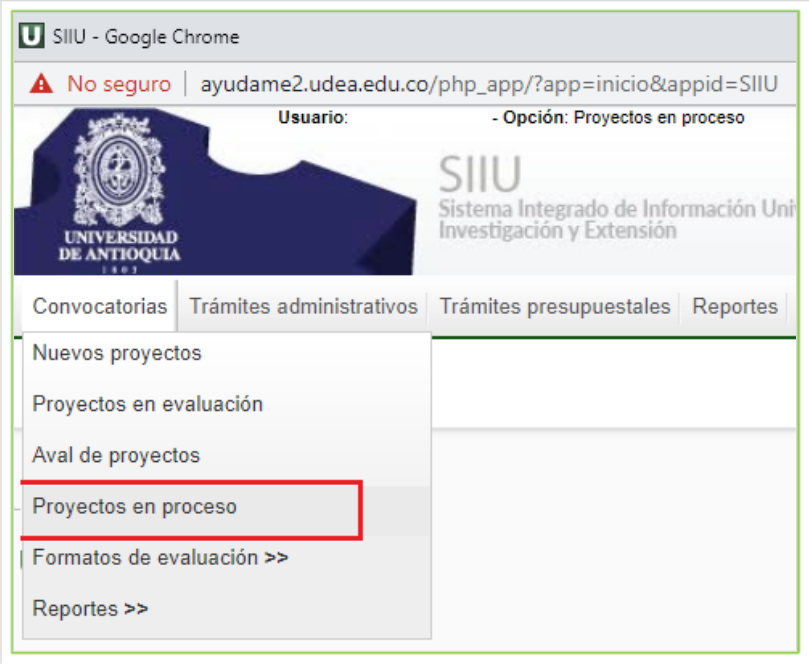 SIIU - Google Chrome
No seguro | ayudame2.udea.edu.co/php_app/?app=inicio&appid=SIIU
Usuario: - Opción: Proyectos en proceso
SIIU
Sistema Integrado de Información Uni
Investigación y Extensión
UNIVERSIDAD
DE ANTIOQUIA
1803
Convocatorias Trámites administrativos Trámites presupuestales Reportes
Nuevos proyectos
Proyectos en evaluación
Aval de proyectos
Proyectos en proceso
Formatos de evaluación >>
Reportes >>